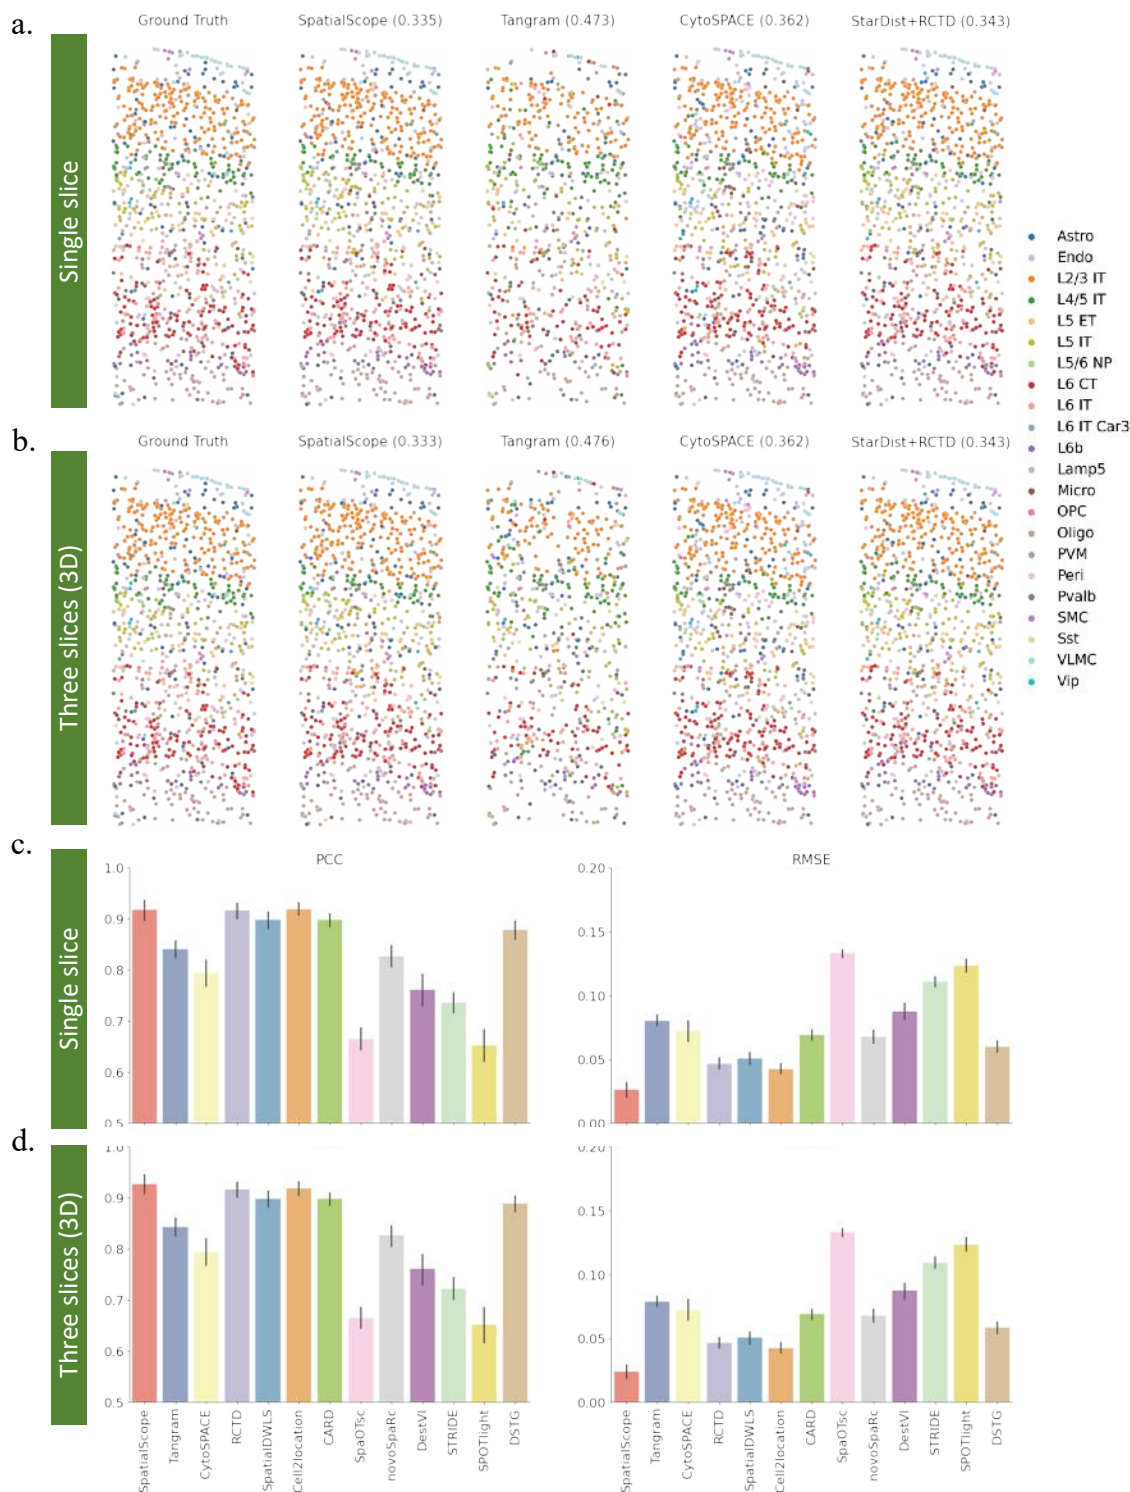 a.
Ground Truth SpatialScope (0.335) Tangram (0.473) CytoSPACE (0.362) StarDist+RCTD (0.343)
Single slice
Astro
Endo
L2/3 IT
L4/5 IT
L5 ET
L5 IT
L5/6 NP
L6 CT
L6 IT
L6 IT Car3
L6b
Lamp5
Micro
OPC
Oligo
PVM
Peri
Pvalb
SMC
Sst
VLMC
Vip
b.
Ground Truth SpatialScope (0.333) Tangram (0.476) CytoSPACE (0.362) StarDist+RCTD (0.343)
Three slices (3D)
c.
Single slice
PCC
1.0
0.9
0.8
0.7
0.6
0.5
RMSE
0.20
0.15
0.10
0.05
0.00
d.
Three slices (3D)
1.0
0.9
0.8
0.7
0.6
0.5
SpatialScope
Tangram
CytoSPACE
RCTD
SpatialDWLS
Cell2location
CARD
SpaOTsc
novoSpaRc
DestVI
STRIDE
SPOTlight
DSTG
0.20
0.15
0.10
0.05
0.00
SpatialScope
Tangram
CytoSPACE
RCTD
SpatialDWLS
Cell2location
CARD
SpaOTsc
novoSpaRc
DestVI
STRIDE
SPOTlight
DSTG